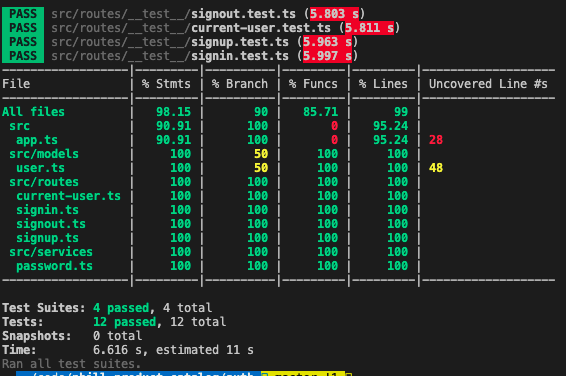 PASS src/routes/__test__/signout.test.ts (5.803 s)
PASS src/routes/__test__/current-user.test.ts (5.811 s)
PASS src/routes/__test__/signup.test.ts (5.963 s)
PASS src/routes/__test__/signin.test.ts (5.997 s)
File | % Stmts | % Branch | % Funcs | % Lines | Uncovered Line #s
All files | 98.15 | 90 | 85.71 | 99 |
src | 90.91 | 100 | 0 | 95.24 |
app.ts | 90.91 | 100 | 0 | 95.24 | 28
src/models | 100 | 50 | 100 | 100 |
user.ts | 100 | 50 | 100 | 100 | 48
src/routes | 100 | 100 | 100 | 100 |
current-user.ts | 100 | 100 | 100 | 100 |
signin.ts | 100 | 100 | 100 | 100 |
signout.ts | 100 | 100 | 100 | 100 |
signup.ts | 100 | 100 | 100 | 100 |
src/services | 100 | 100 | 100 | 100 |
password.ts | 100 | 100 | 100 | 100 |
Test Suites: 4 passed, 4 total
Tests: 12 passed, 12 total
Snapshots: 0 total
Time: 6.616 s, estimated 11 s
Ran all test suites.